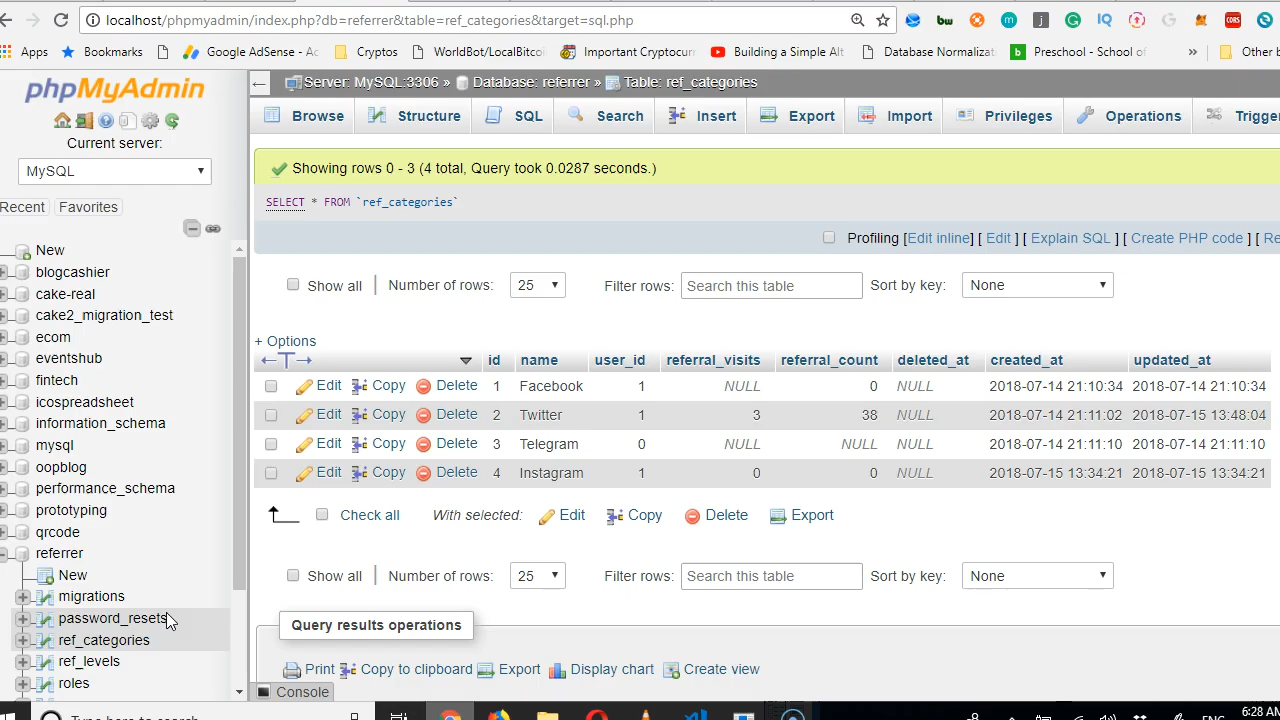 localhost/phpmyadmin/index.php?db=referrer&table=ref_categories&target=sql.php
Apps Bookmarks Google AdSense - Ac Cryptos WorldBot/LocalBitcoi Important Cryptocurr Building a Simple Alt Database Normalizat Preschool - School of » Other
phpMyAdmin
Current server:
MySQL
Recent Favorites
New
blogcashier
cake-real
cake2_migration_test
ecom
eventshub
fintech
icospreadsheet
information_schema
mysql
oopblog
performance_schema
prototyping
qrcode
referrer
New
migrations
password_resets
ref_categories
ref_levels
roles
Server: MySQL:3306 » Database: referrer » Table: ref_categories
Browse Structure SQL Search Insert Export Import Privileges Operations Trigge
Showing rows 0 - 3 (4 total, Query took 0.0287 seconds.)
SELECT * FROM `ref_categories`
Profiling [Edit inline] [ Edit ] [ Explain SQL ] [ Create PHP code ] [ Re
Show all Number of rows: 25 Filter rows: Search this table Sort by key: None
+ Options
id name user_id referral_visits referral_count deleted_at created_at updated_at
Edit Copy Delete 1 Facebook 1 NULL 0 NULL 2018-07-14 21:10:34 2018-07-14 21:10:34
Edit Copy Delete 2 Twitter 1 3 38 NULL 2018-07-14 21:11:02 2018-07-15 13:48:04
Edit Copy Delete 3 Telegram 0 NULL NULL NULL 2018-07-14 21:11:10 2018-07-14 21:11:10
Edit Copy Delete 4 Instagram 1 0 0 NULL 2018-07-15 13:34:21 2018-07-15 13:34:21
Check all With selected: Edit Copy Delete Export
Show all Number of rows: 25 Filter rows: Search this table Sort by key: None
Query results operations
Print Copy to clipboard Export Display chart Create view
Console
Type here to search
ENG 6:28 AM